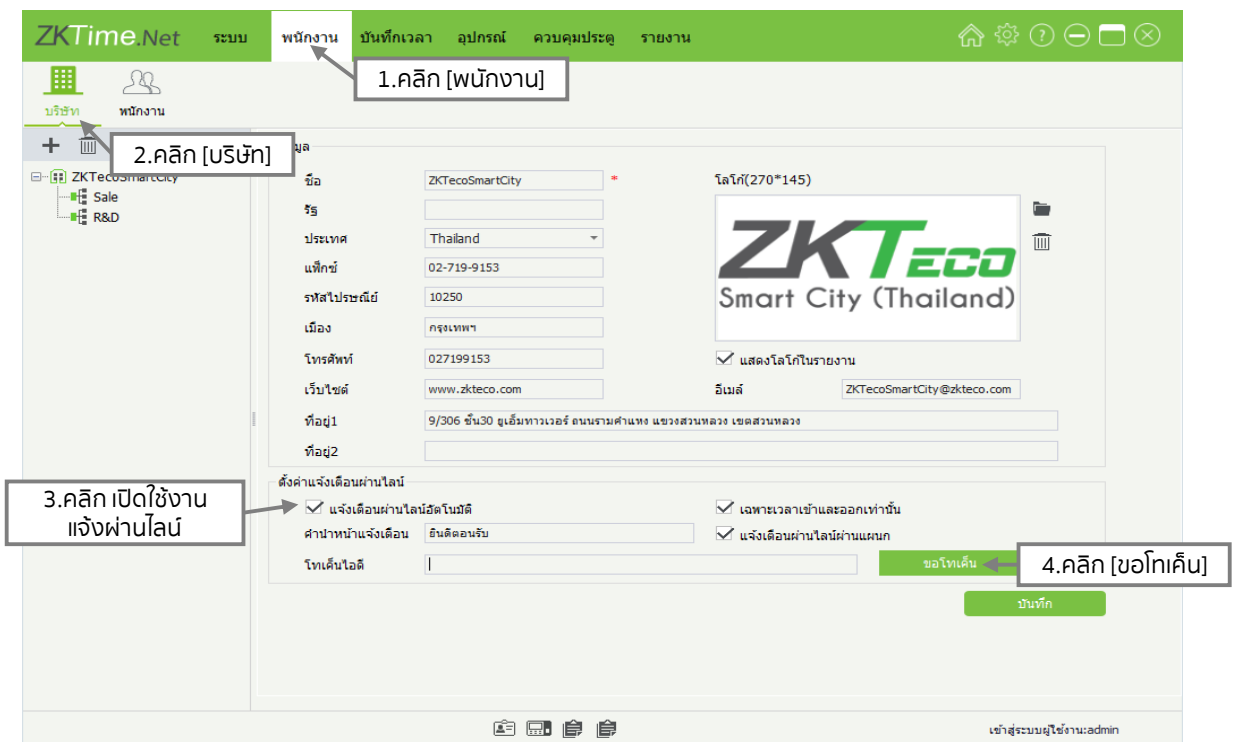 ZKTime.Net ระบบ พนักงาน บันทึกเวลา อุปกรณ์ ควบคุมประตู รายงาน
1.คลิก [พนักงาน]
บริษัท พนักงาน
2.คลิก [บริษัท]
ZKTecoSmartCity
Sale
R&D
ชื่อ ZKTecoSmartCity * โลโก้(270*145)
รัฐ
ประเทศ Thailand
แฟ็กซ์ 02-719-9153
รหัสไปรษณีย์ 10250
เมือง กรุงเทพฯ
ZKTECO
Smart City (Thailand)
โทรศัพท์ 027199153 แสดงโลโก้ในรายงาน
เว็บไซต์ www.zkteco.com อีเมล์ ZKTecoSmartCity@zkteco.com
ที่อยู่1 9/306 ชั้น30 ยูเอ็มทาวเวอร์ ถนนรามคำแหง แขวงสวนหลวง เขตสวนหลวง
ที่อยู่2
ตั้งค่าแจ้งเตือนผ่านไลน์
3.คลิก เปิดใช้งาน
แจ้งผ่านไลน์
แจ้งเตือนผ่านไลน์อัตโนมัติ เฉพาะเวลาเข้าและออกเท่านั้น
คำนำหน้าแจ้งเตือน ยินดีตอนรับ แจ้งเตือนผ่านไลน์ผ่านแผนก
โทเค็นไอดี ขอโทเค็น
4.คลิก [ขอโทเค็น]
บันทึก
เข้าสู่ระบบผู้ใช้งาน:admin